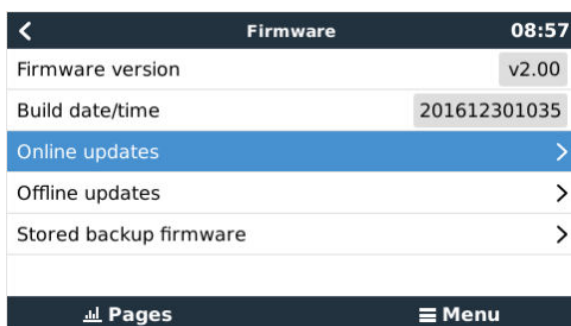 Firmware 08:57
Firmware version v2.00
Build date/time 201612301035
Online updates
Offline updates
Stored backup firmware
Pages Menu